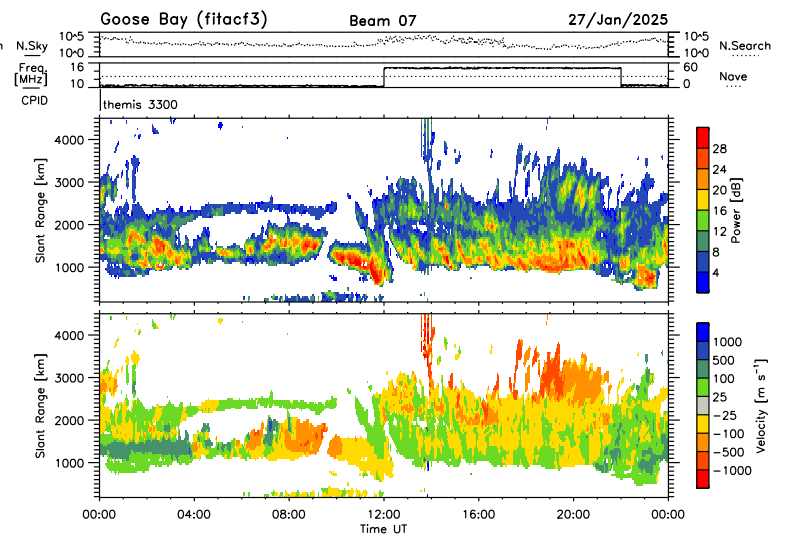 Goose Bay (fitacf3) Beam 07 27/Jan/2025
n N.Sky 10^5 10^0 10^5 10^0 N.Search
Freq. [MHz] 16 10 60 0 Nave
CPID themis 3300
Slant Range [km] 4000 3000 2000 1000
Power [dB] 28 24 20 16 12 8 4
Slant Range [km] 4000 3000 2000 1000
Velocity [m s⁻¹] 1000 500 100 25 −25 −100 −500 −1000
00:00 04:00 08:00 12:00 16:00 20:00 00:00
Time UT